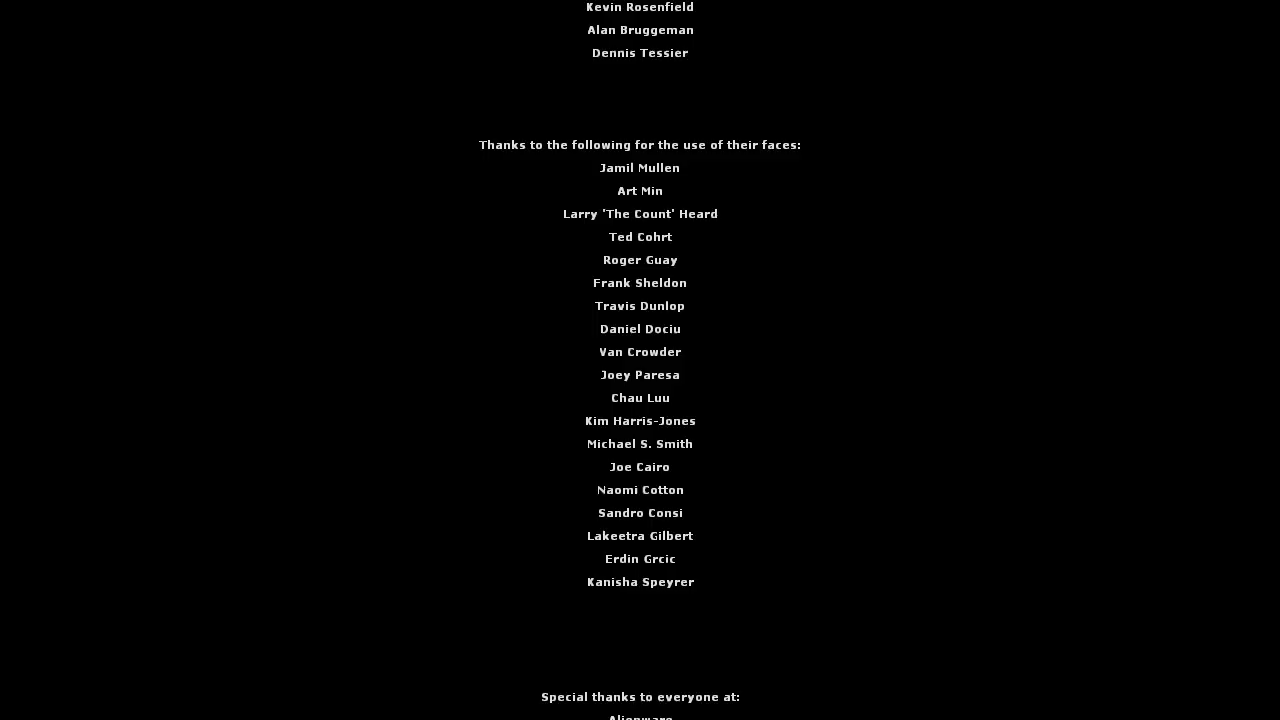 Kevin Rosenfield
Alan Bruggeman
Dennis Tessier
Thanks to the following for the use of their faces:
Jamil Mullen
Art Min
Larry 'The Count' Heard
Ted Cohrt
Roger Guay
Frank Sheldon
Travis Dunlop
Daniel Dociu
Van Crowder
Joey Paresa
Chau Luu
Kim Harris-Jones
Michael S. Smith
Joe Cairo
Naomi Cotton
Sandro Consi
Lakeetra Gilbert
Erdin Grcic
Kanisha Speyrer
Special thanks to everyone at:
Alienware